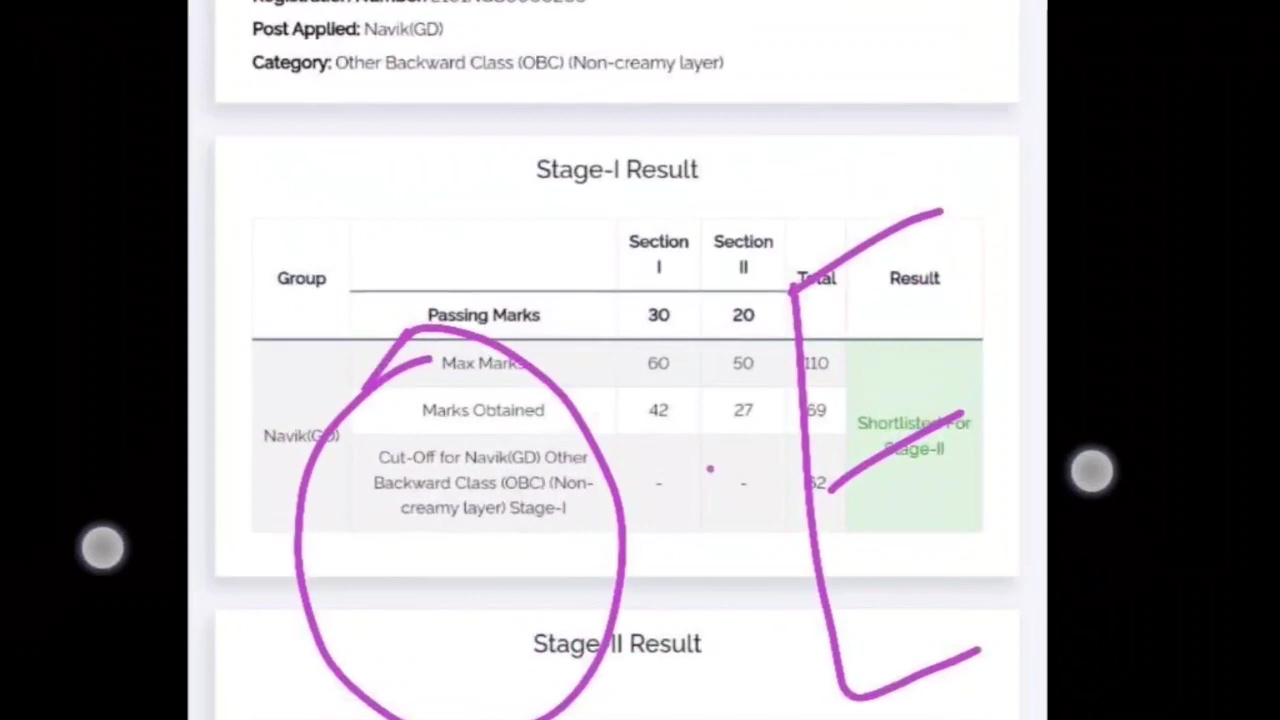 Post Applied: Navik(GD)
Category: Other Backward Class (OBC) (Non-creamy layer)
Stage-I Result
Group Section I Section II Total Result
Passing Marks 30 20
Navik(GD) Max Marks 60 50 110
Marks Obtained 42 27 69
Cut-Off for Navik(GD) Other
Backward Class (OBC) (Non-
creamy layer) Stage-I - - 62
Shortlisted For
Stage-II
Stage-II Result